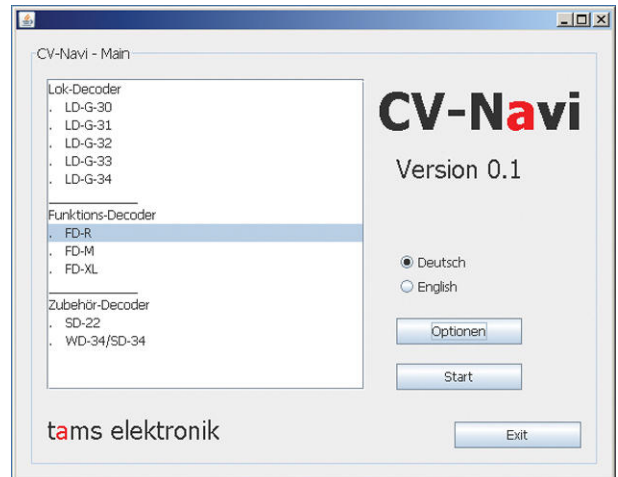 CV-Navi - Main
Lok-Decoder
. LD-G-30
. LD-G-31
. LD-G-32
. LD-G-33
. LD-G-34
Funktions-Decoder
. FD-R
. FD-M
. FD-XL
Zubehör-Decoder
. SD-22
. WD-34/SD-34
CV-Navi
Version 0.1
Deutsch
English
Optionen
Start
tams elektronik
Exit